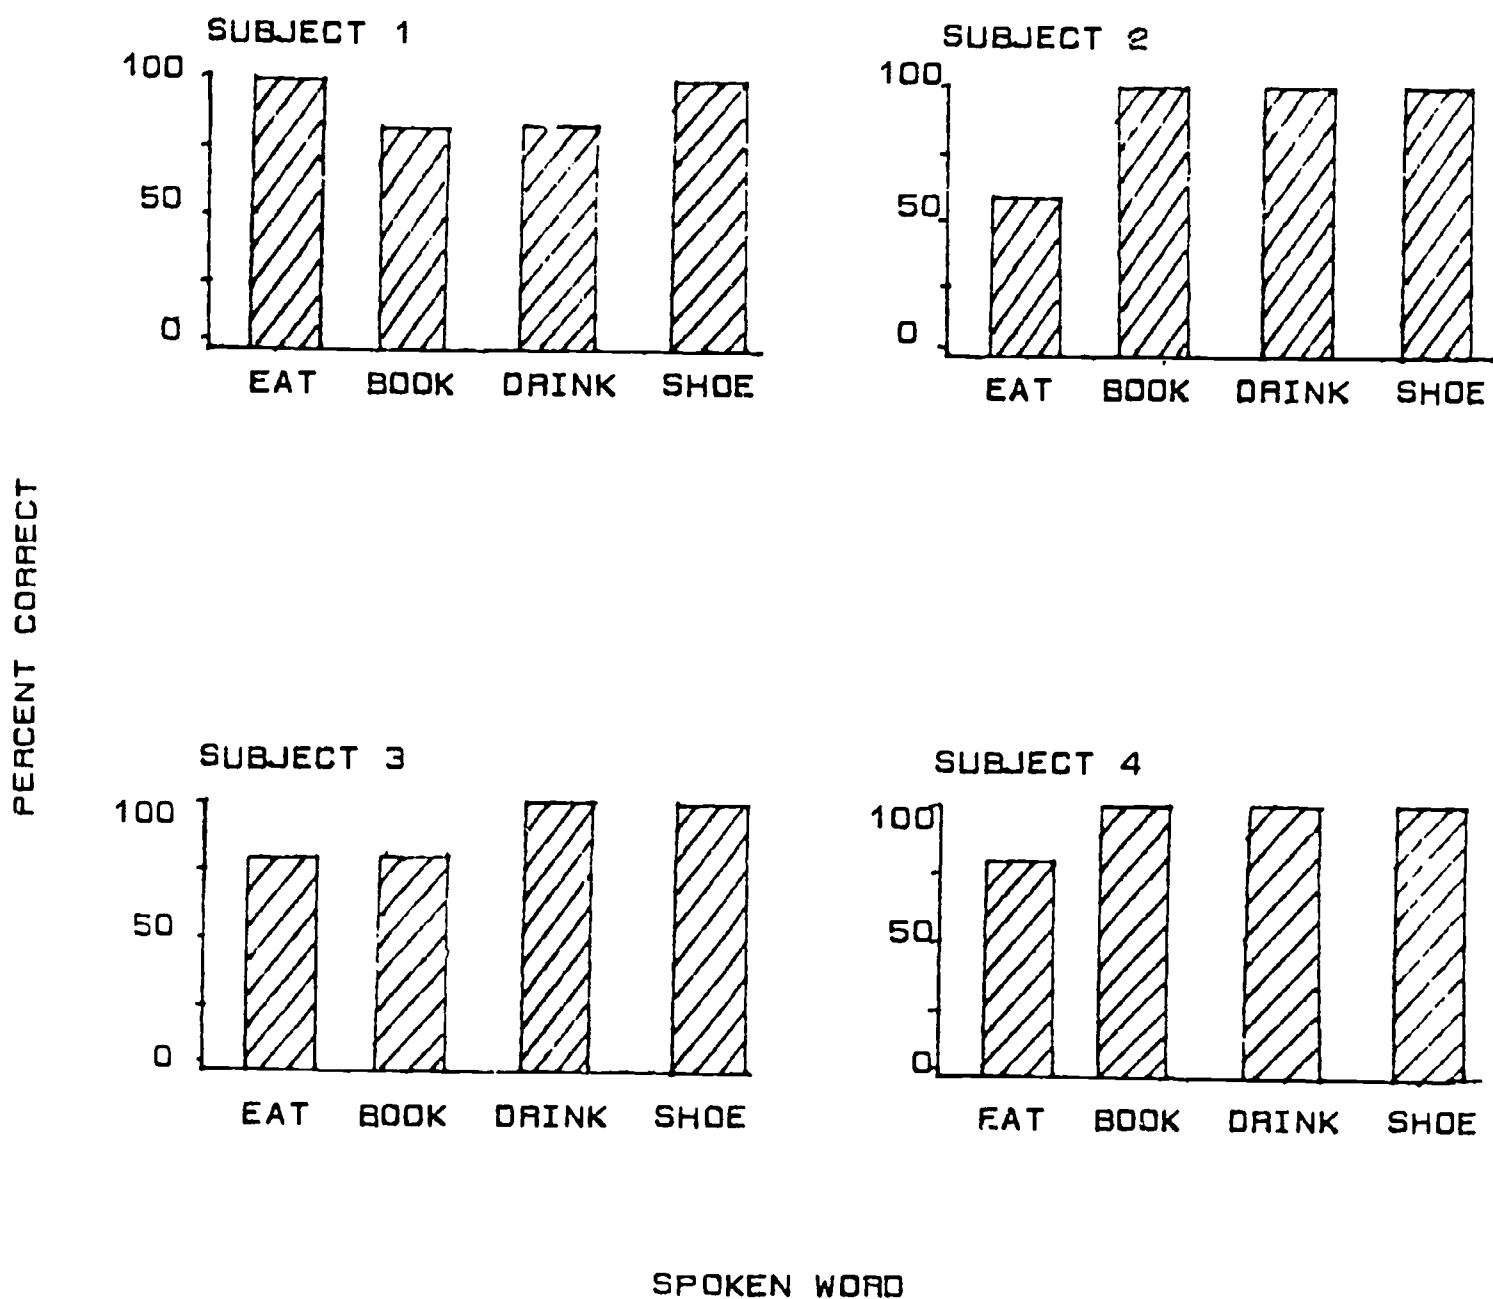 SUBJECT 1
100
50
0
EAT BOOK DRINK SHOE
SUBJECT 2
100
50
0
EAT BOOK DRINK SHOE
PERCENT CORRECT
SUBJECT 3
100
50
0
EAT BOOK DRINK SHOE
SUBJECT 4
100
50
0
EAT BOOK DRINK SHOE
SPOKEN WORD